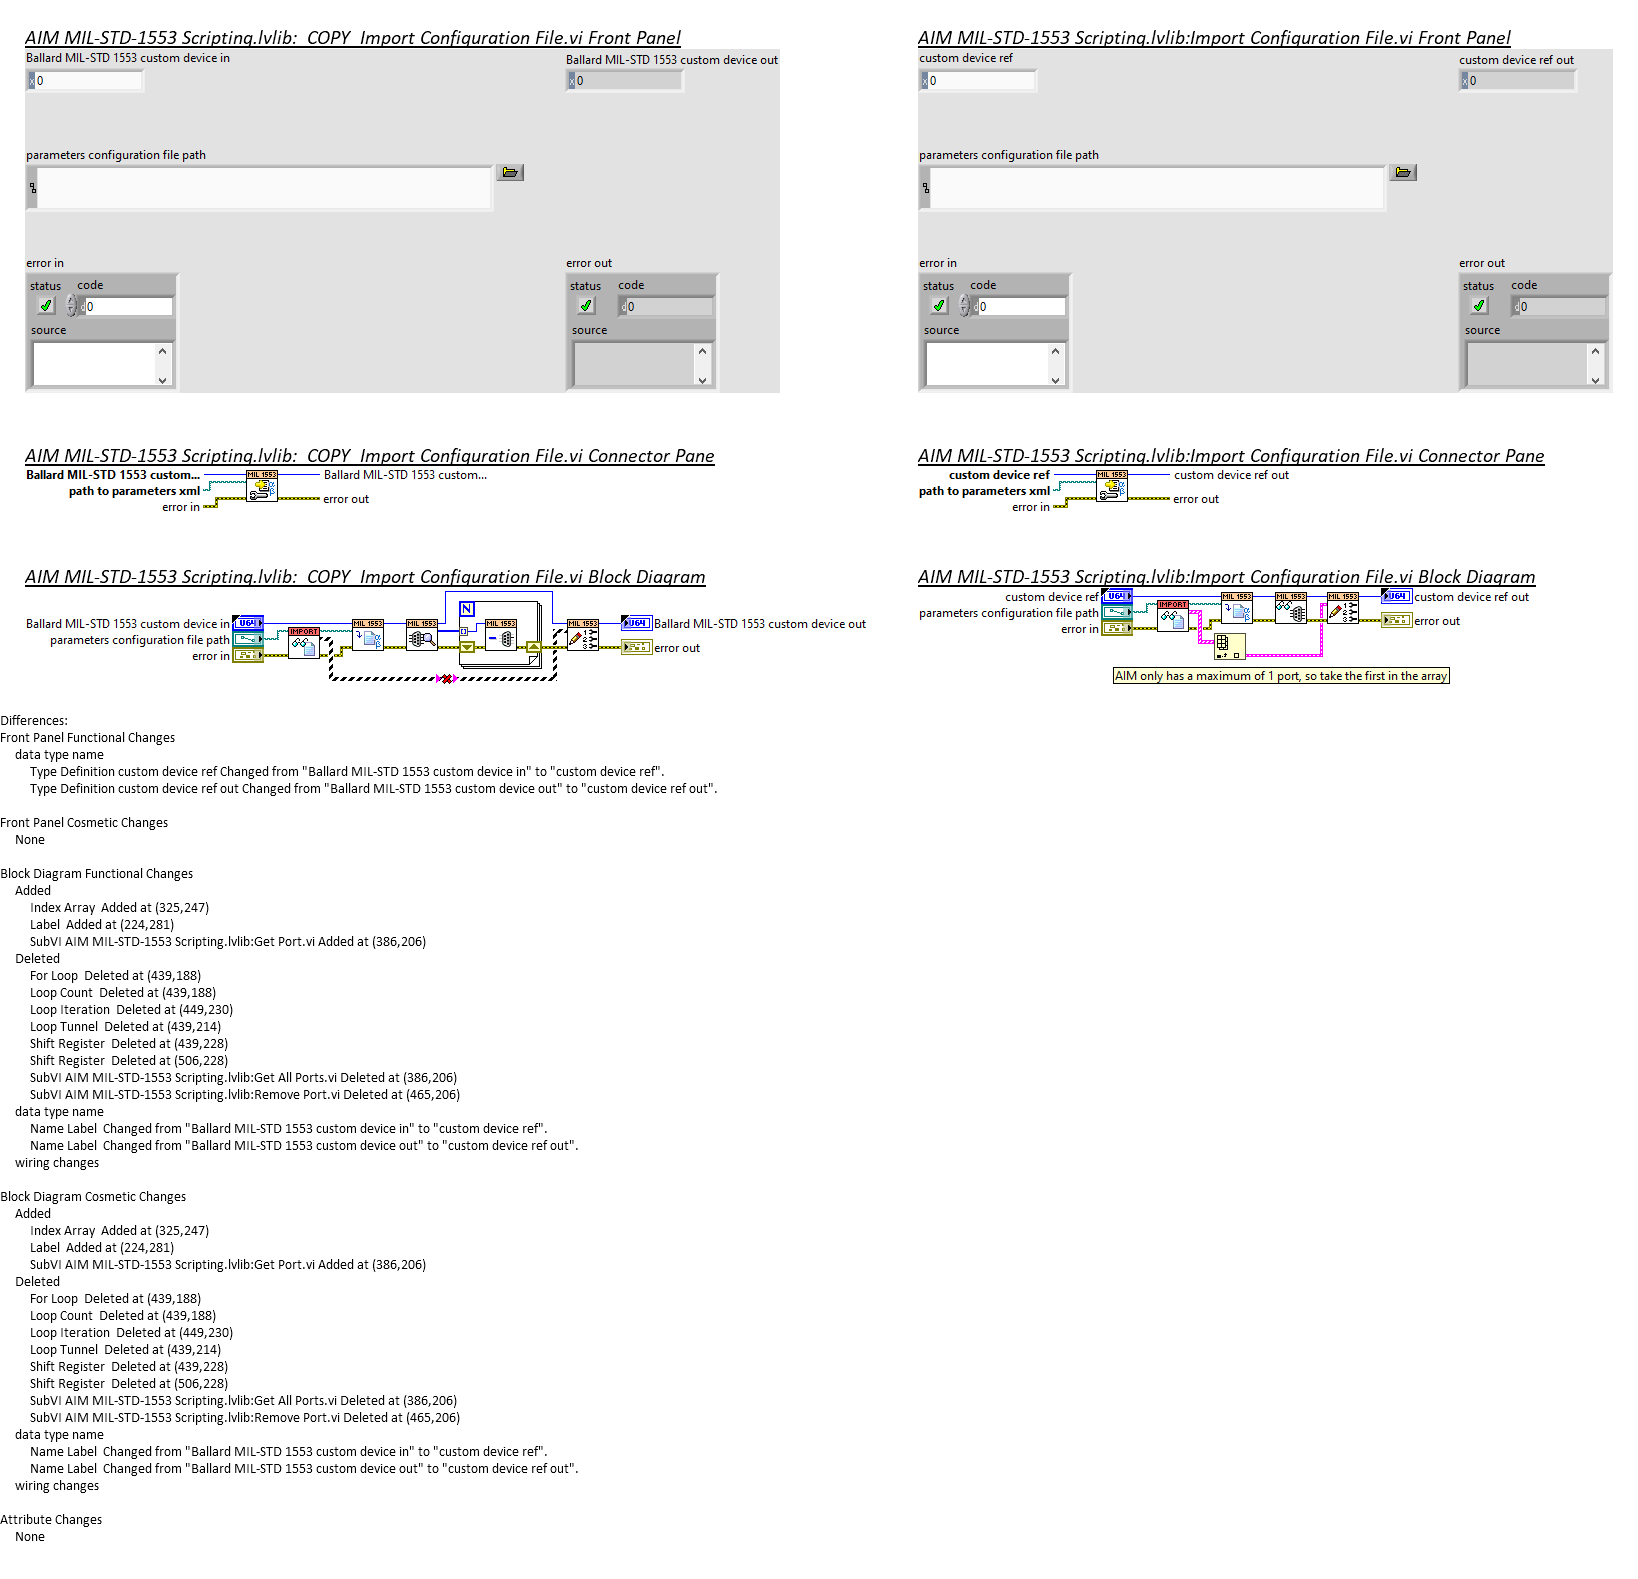 AIM MIL-STD-1553 Scripting.lvlib:  COPY  Import Configuration File.vi Front Panel
Ballard MIL-STD 1553 custom device in
Ballard MIL-STD 1553 custom device out
x 0
x 0
parameters configuration file path
error in
error out
status code
status code
d 0
d 0
source
source
AIM MIL-STD-1553 Scripting.lvlib:Import Configuration File.vi Front Panel
custom device ref
custom device ref out
x 0
x 0
parameters configuration file path
error in
error out
status code
status code
d 0
d 0
source
source
AIM MIL-STD-1553 Scripting.lvlib:  COPY  Import Configuration File.vi Connector Pane
Ballard MIL-STD 1553 custom...
MIL 1553
Ballard MIL-STD 1553 custom...
path to parameters xml
error out
error in
AIM MIL-STD-1553 Scripting.lvlib:Import Configuration File.vi Connector Pane
custom device ref
MIL 1553
custom device ref out
path to parameters xml
error out
error in
AIM MIL-STD-1553 Scripting.lvlib:  COPY  Import Configuration File.vi Block Diagram
N
Ballard MIL-STD 1553 custom device in
U64
MIL 1553
MIL 1553
MIL 1553
MIL 1553
U64
Ballard MIL-STD 1553 custom device out
parameters configuration file path
IMPORT
error in
error out
AIM MIL-STD-1553 Scripting.lvlib:Import Configuration File.vi Block Diagram
custom device ref
U64
MIL 1553
MIL 1553
MIL 1553
U64
custom device ref out
parameters configuration file path
IMPORT
error in
error out
AIM only has a maximum of 1 port, so take the first in the array
Differences:
Front Panel Functional Changes
data type name
Type Definition custom device ref Changed from "Ballard MIL-STD 1553 custom device in" to "custom device ref".
Type Definition custom device ref out Changed from "Ballard MIL-STD 1553 custom device out" to "custom device ref out".
Front Panel Cosmetic Changes
None
Block Diagram Functional Changes
Added
Index Array  Added at (325,247)
Label  Added at (224,281)
SubVI AIM MIL-STD-1553 Scripting.lvlib:Get Port.vi Added at (386,206)
Deleted
For Loop  Deleted at (439,188)
Loop Count  Deleted at (439,188)
Loop Iteration  Deleted at (449,230)
Loop Tunnel  Deleted at (439,214)
Shift Register  Deleted at (439,228)
Shift Register  Deleted at (506,228)
SubVI AIM MIL-STD-1553 Scripting.lvlib:Get All Ports.vi Deleted at (386,206)
SubVI AIM MIL-STD-1553 Scripting.lvlib:Remove Port.vi Deleted at (465,206)
data type name
Name Label  Changed from "Ballard MIL-STD 1553 custom device in" to "custom device ref".
Name Label  Changed from "Ballard MIL-STD 1553 custom device out" to "custom device ref out".
wiring changes
Block Diagram Cosmetic Changes
Added
Index Array  Added at (325,247)
Label  Added at (224,281)
SubVI AIM MIL-STD-1553 Scripting.lvlib:Get Port.vi Added at (386,206)
Deleted
For Loop  Deleted at (439,188)
Loop Count  Deleted at (439,188)
Loop Iteration  Deleted at (449,230)
Loop Tunnel  Deleted at (439,214)
Shift Register  Deleted at (439,228)
Shift Register  Deleted at (506,228)
SubVI AIM MIL-STD-1553 Scripting.lvlib:Get All Ports.vi Deleted at (386,206)
SubVI AIM MIL-STD-1553 Scripting.lvlib:Remove Port.vi Deleted at (465,206)
data type name
Name Label  Changed from "Ballard MIL-STD 1553 custom device in" to "custom device ref".
Name Label  Changed from "Ballard MIL-STD 1553 custom device out" to "custom device ref out".
wiring changes
Attribute Changes
None